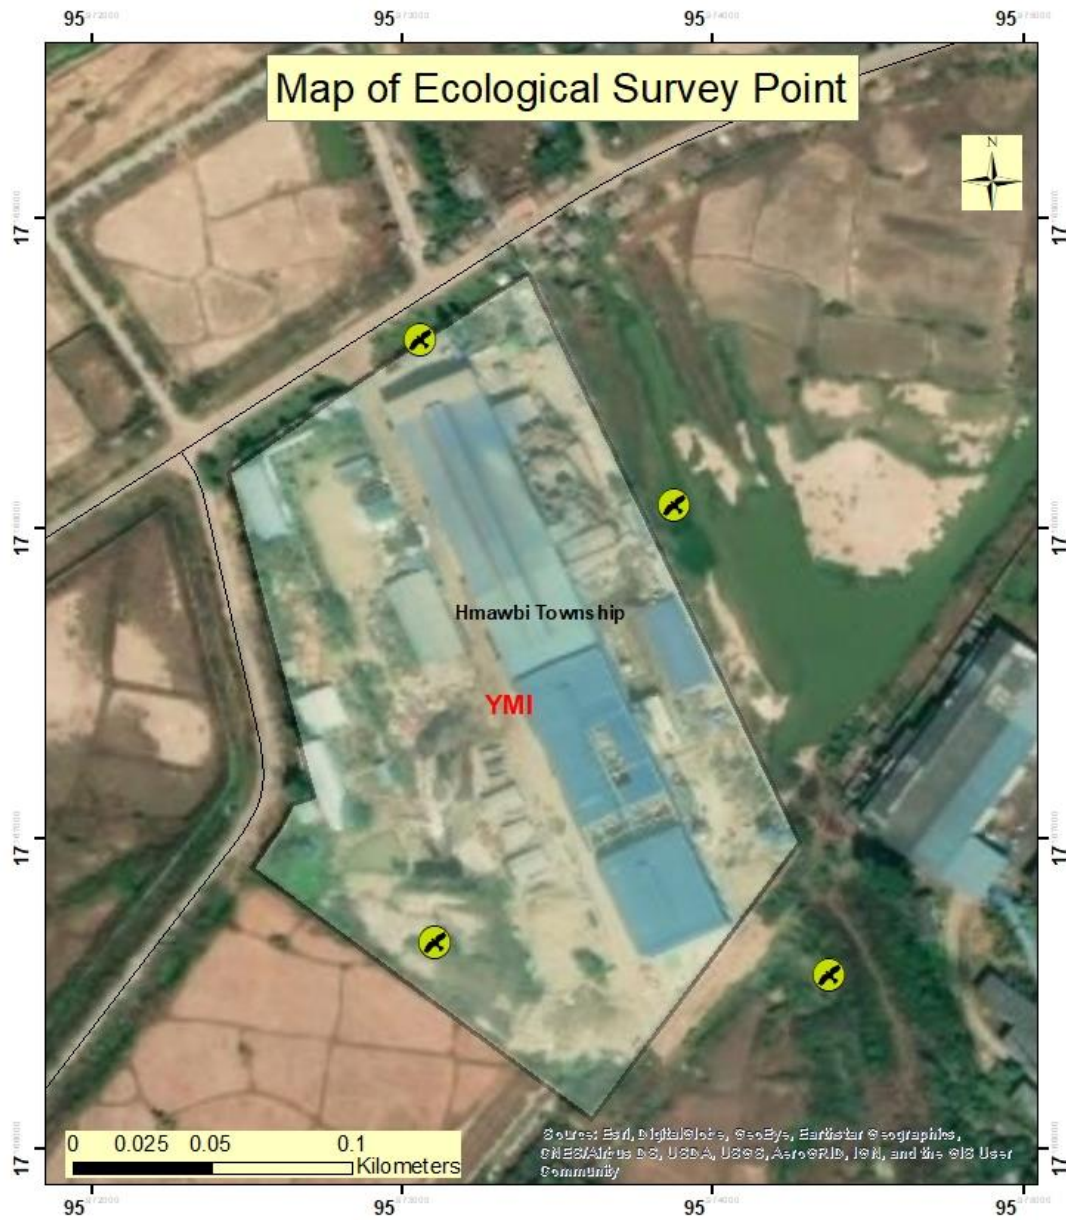 95 95 95 95
Map of Ecological Survey Point
N
17 17
17 17
Hmawbi Township
YMI
17 17
0 0.025 0.05 0.1
Kilometers
17 17
Source: Esri, DigitalGlobe, GeoEye, Earthstar Geographics,
CNES/Airbus DS, USDA, USGS, AeroGRID, IGN, and the GIS User
Community
95 95 95 95